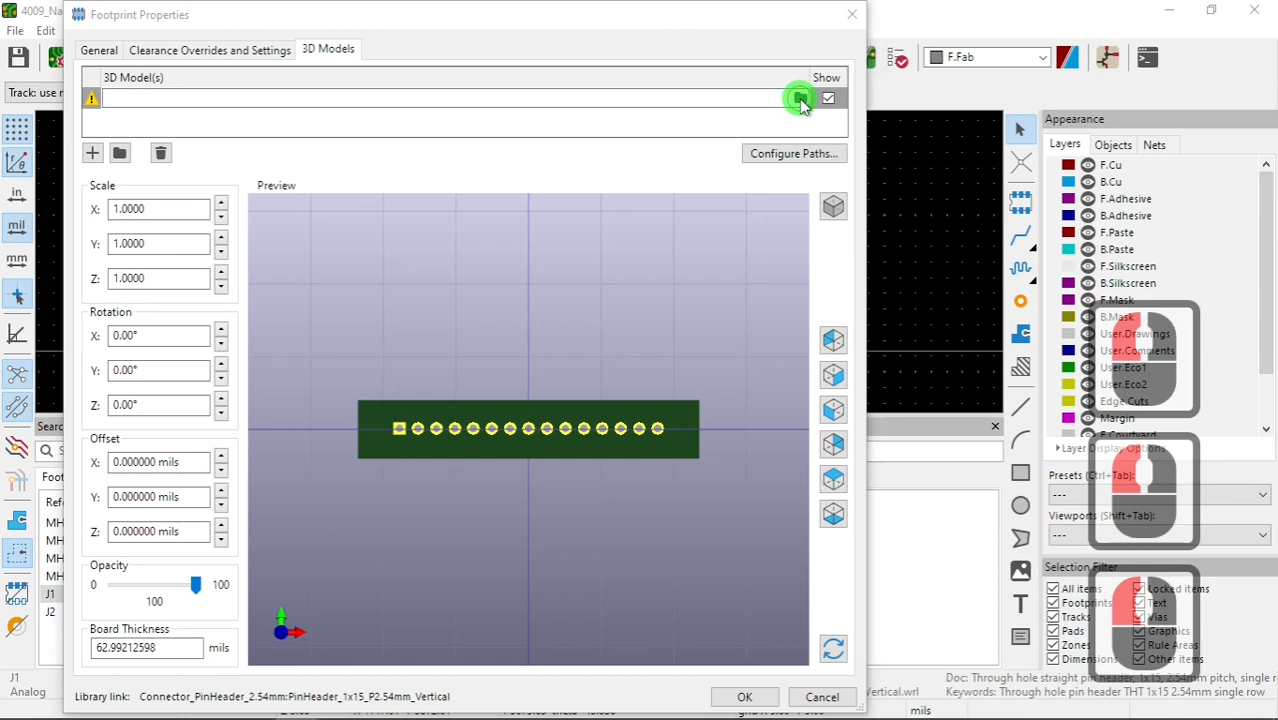 4009_Na
Footprint Properties
File Edit
General Clearance Overrides and Settings 3D Models
F.Fab
3D Model(s) Show
Track: use n
Configure Paths...
Appearance
Layers Objects Nets
in
mil
mm
Scale
X: 1.0000
Y: 1.0000
Z: 1.0000
Rotation
X: 0.00°
Y: 0.00°
Z: 0.00°
Offset
X: 0.000000 mils
Y: 0.000000 mils
Z: 0.000000 mils
Opacity
0 100
100
Board Thickness
62.99212598 mils
Preview
F.Cu
B.Cu
F.Adhesive
B.Adhesive
F.Paste
B.Paste
F.Silkscreen
B.Silkscreen
F.Mask
B.Mask
User.Drawings
User.Comments
User.Eco1
User.Eco2
Edge.Cuts
Margin
F.Courtyard
Layer Display Options
Presets (Ctrl+Tab):
---
Viewports (Shift+Tab):
---
Selection Filter
All items Locked items
Footprints Text
Tracks Vias
Pads Graphics
Zones Rule Areas
Dimensions Other items
Searc
S
Foot
Refe
MH
MH
MH
MH
J1
J2
Library link: Connector_PinHeader_2.54mm:PinHeader_1x15_P2.54mm_Vertical
OK Cancel
J1
Analog
Vertical.wrl
Doc: Through hole straight pin header, 1x15, 2.54mm pitch, single r
Keywords: Through hole pin header THT 1x15 2.54mm single row
mils